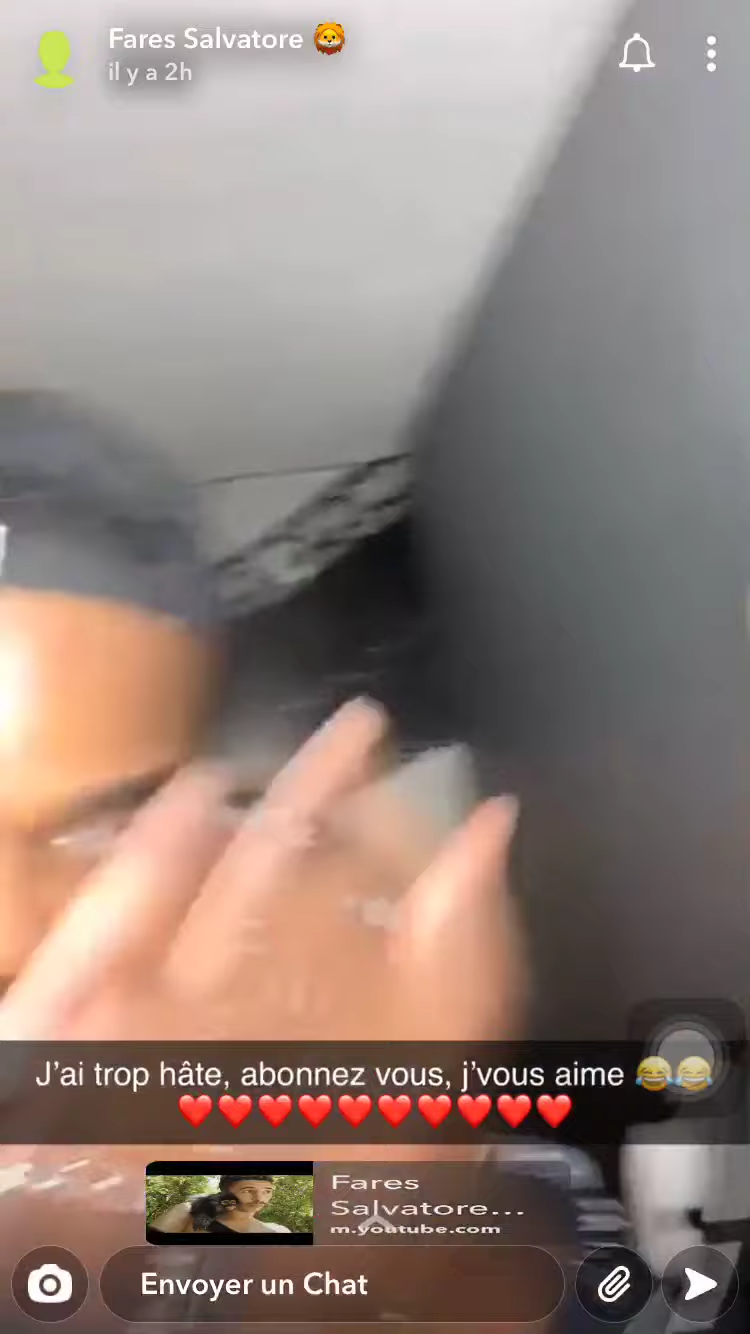 Fares Salvatore 🦁
il y a 2h
J'ai trop hâte, abonnez vous, j'vous aime 😂😂
❤️❤️❤️❤️❤️❤️❤️❤️❤️❤️
Fares
Salvatore...
m.youtube.com
Envoyer un Chat